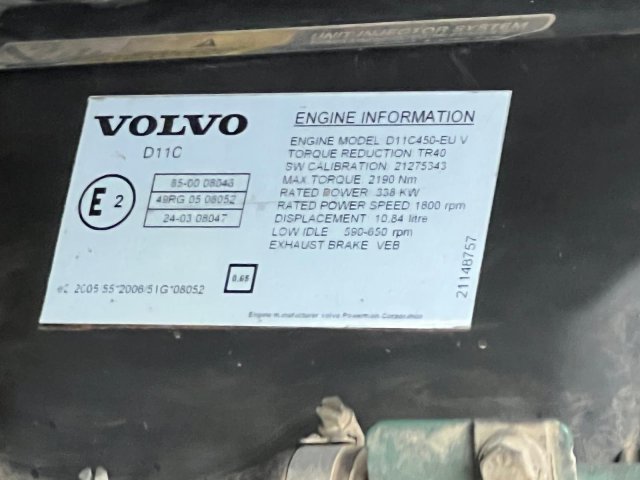 UNIT INJECTOR SYSTEM
VOLVO
D11C
E 2
85-00 08048
49RG 05 08052
24-03 08047
e2 2005/55*2008/51G*08052
0.65
ENGINE INFORMATION
ENGINE MODEL D11C450-EU V
TORQUE REDUCTION: TR40
SW CALIBRATION: 21275343
MAX TORQUE: 2190 Nm
RATED POWER: 338 KW
RATED POWER SPEED 1800 rpm
DISPLACEMENT: 10.84 litre
LOW IDLE 590-650 rpm
EXHAUST BRAKE VEB
21148757
Engine manufacturer Volvo Powertrain Corporation